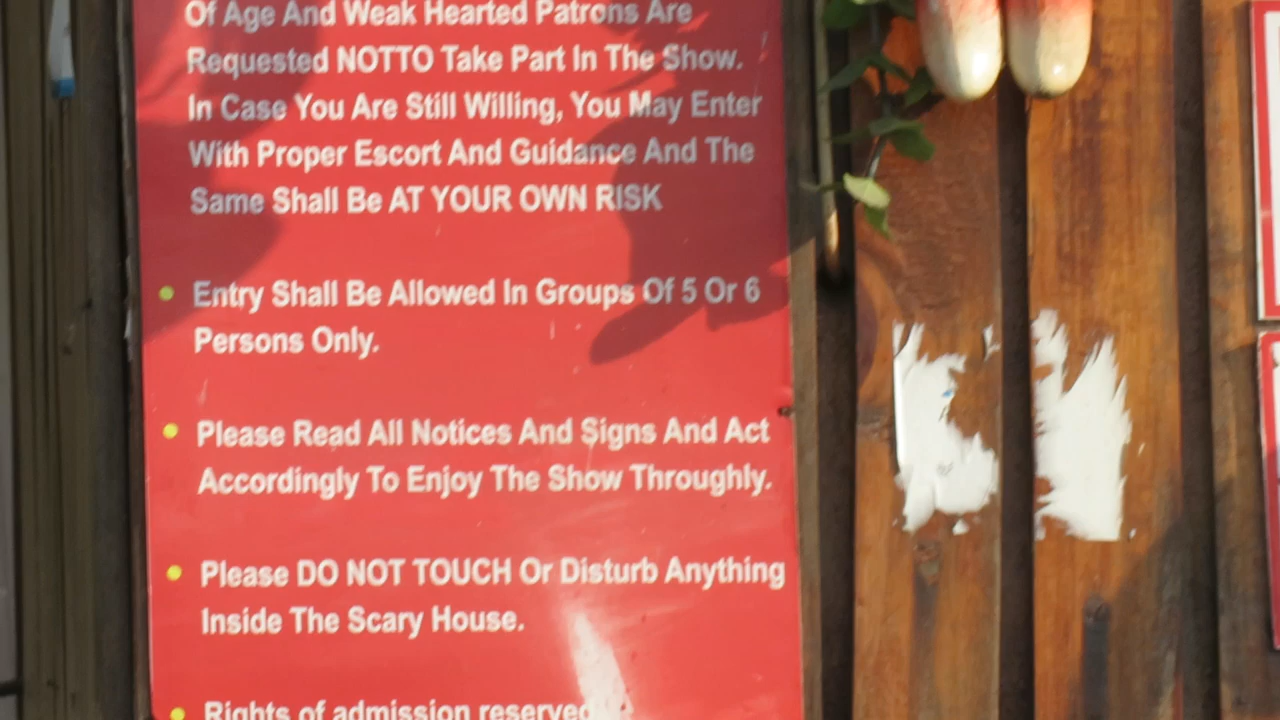 Of Age And Weak Hearted Patrons Are
Requested NOTTO Take Part In The Show.
In Case You Are Still Willing, You May Enter
With Proper Escort And Guidance And The
Same Shall Be AT YOUR OWN RISK
Entry Shall Be Allowed In Groups Of 5 Or 6
Persons Only.
Please Read All Notices And Signs And Act
Accordingly To Enjoy The Show Throughly.
Please DO NOT TOUCH Or Disturb Anything
Inside The Scary House.
Rights of admission reserved